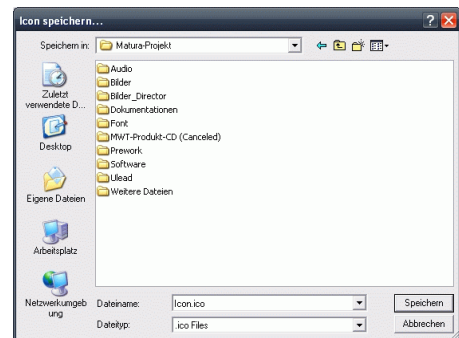 Icon speichern...
Speichern in:
Matura-Projekt
Zuletzt
verwendete D...
Desktop
Eigene Dateien
Arbeitsplatz
Netzwerkumgeb
ung
Audio
Bilder
Bilder_Director
Dokumentationen
Font
MWT-Produkt-CD (Canceled)
Prework
Software
Ulead
Weitere Dateien
Dateiname:
Icon.ico
Speichern
Dateityp:
.ico Files
Abbrechen